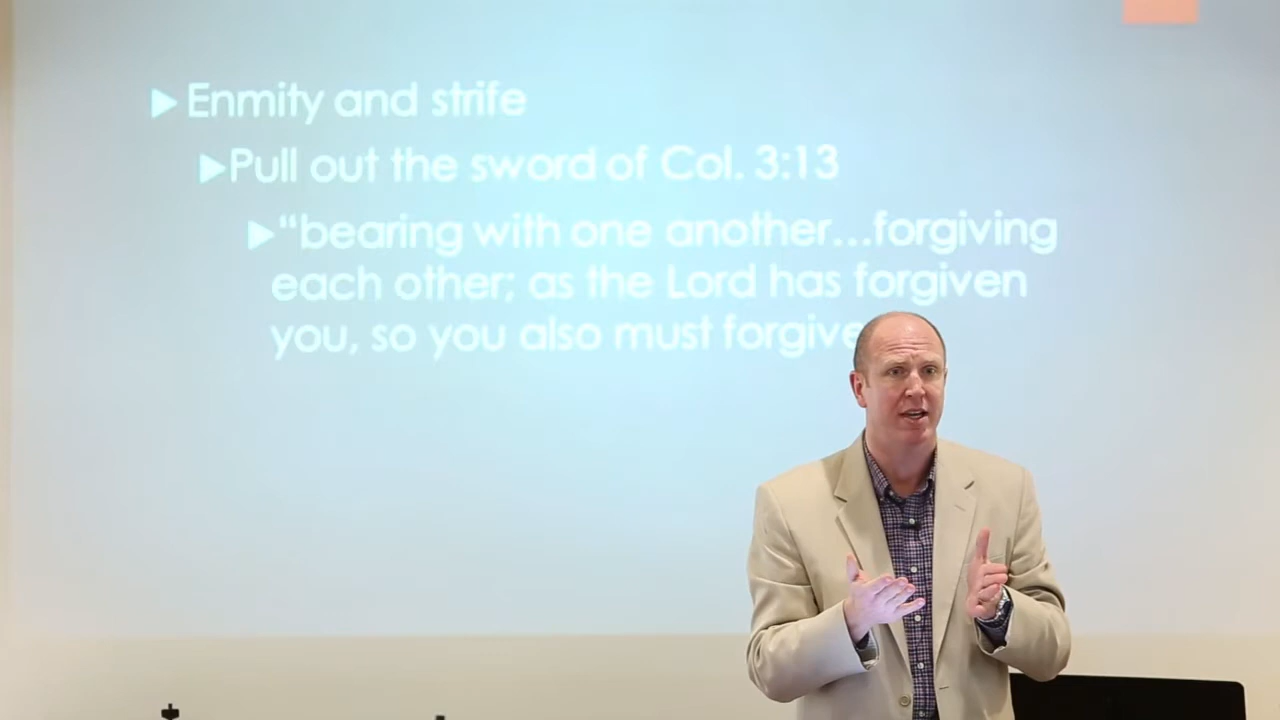 Enmity and strife
Pull out the sword of Col. 3:13
“bearing with one another...forgiving
each other; as the Lord has forgiven
you, so you also must forgive